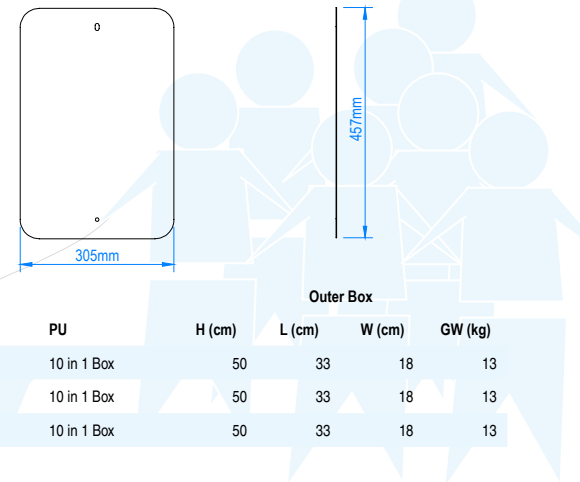 457mm
305mm
Outer Box
PU H (cm) L (cm) W (cm) GW (kg)
10 in 1 Box 50 33 18 13
10 in 1 Box 50 33 18 13
10 in 1 Box 50 33 18 13